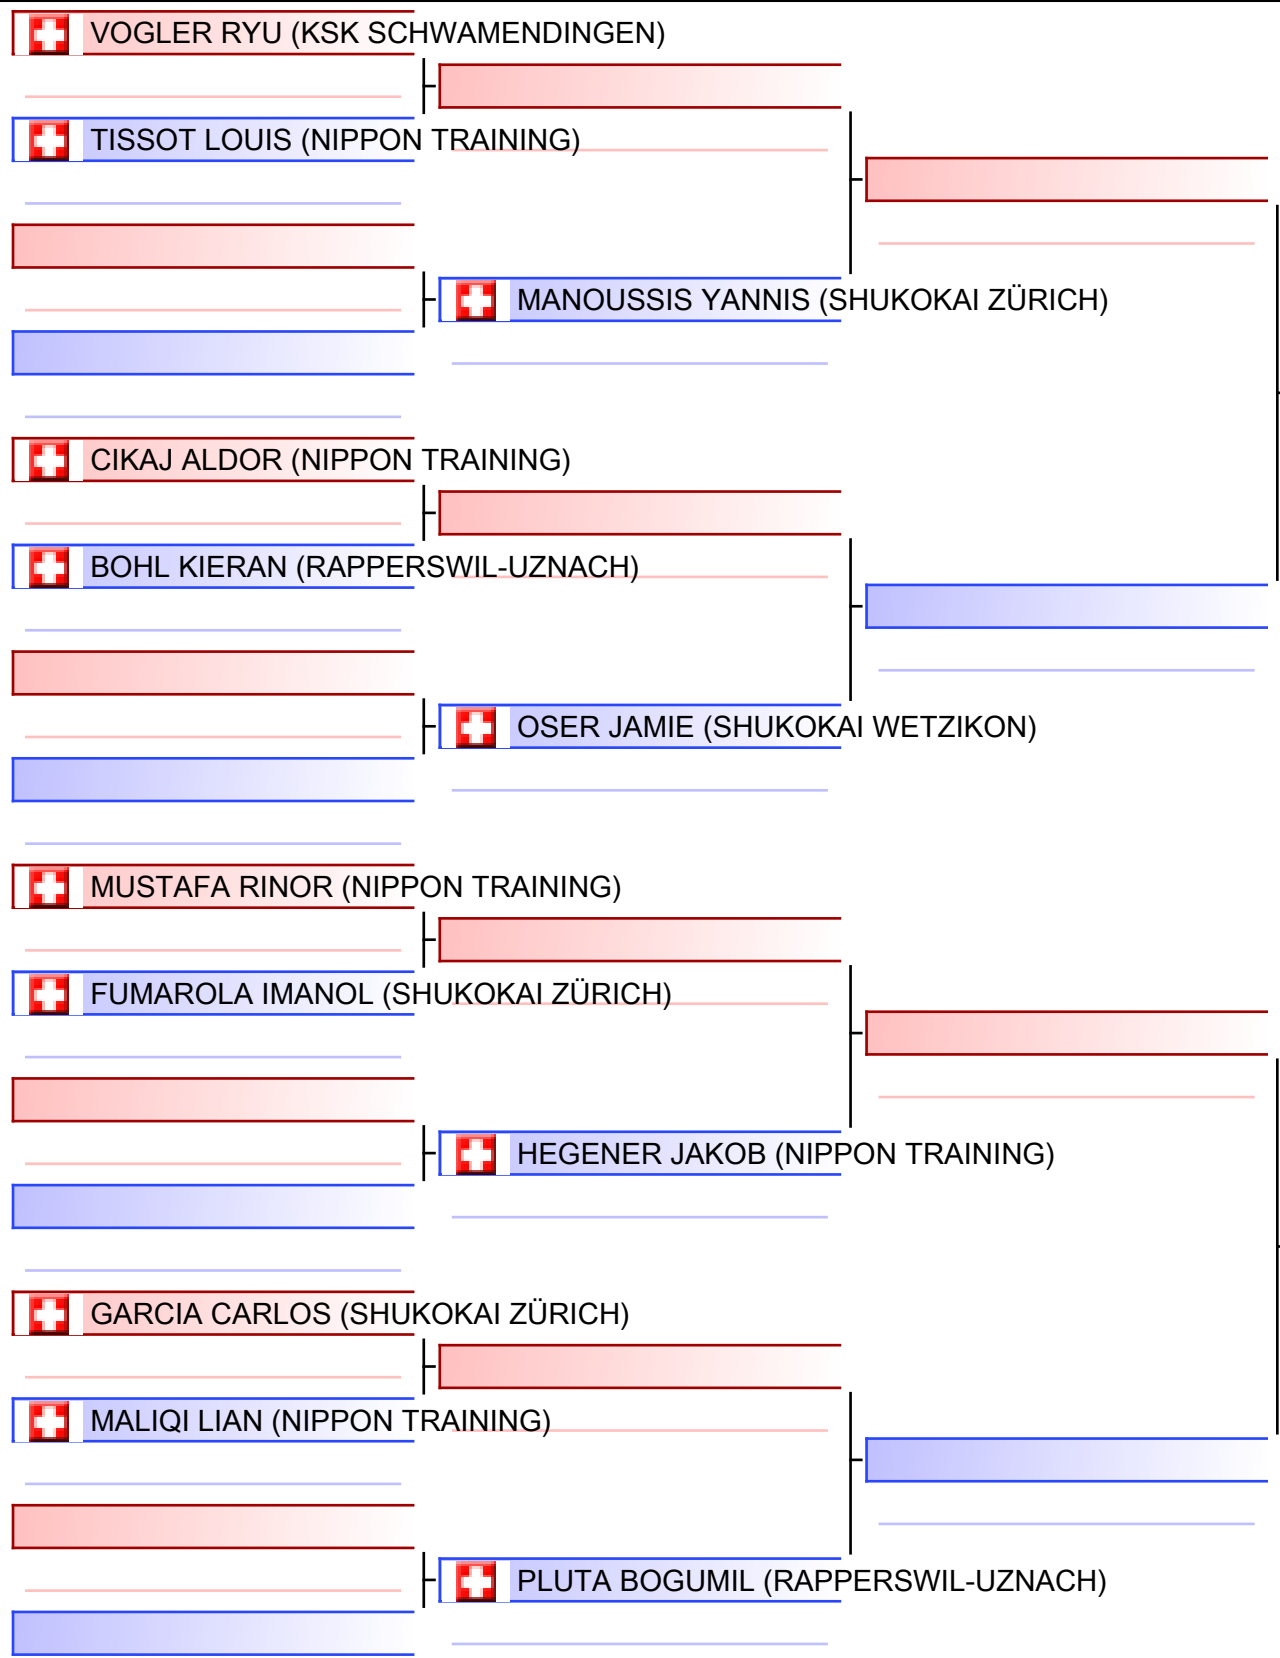 VOGLER RYU (KSK SCHWAMENDINGEN)
TISSOT LOUIS (NIPPON TRAINING)
MANOUSSIS YANNIS (SHUKOKAI ZÜRICH)
CIKAJ ALDOR (NIPPON TRAINING)
BOHL KIERAN (RAPPERSWIL-UZNACH)
OSER JAMIE (SHUKOKAI WETZIKON)
MUSTAFA RINOR (NIPPON TRAINING)
FUMAROLA IMANOL (SHUKOKAI ZÜRICH)
HEGENER JAKOB (NIPPON TRAINING)
GARCIA CARLOS (SHUKOKAI ZÜRICH)
MALIQI LIAN (NIPPON TRAINING)
PLUTA BOGUMIL (RAPPERSWIL-UZNACH)